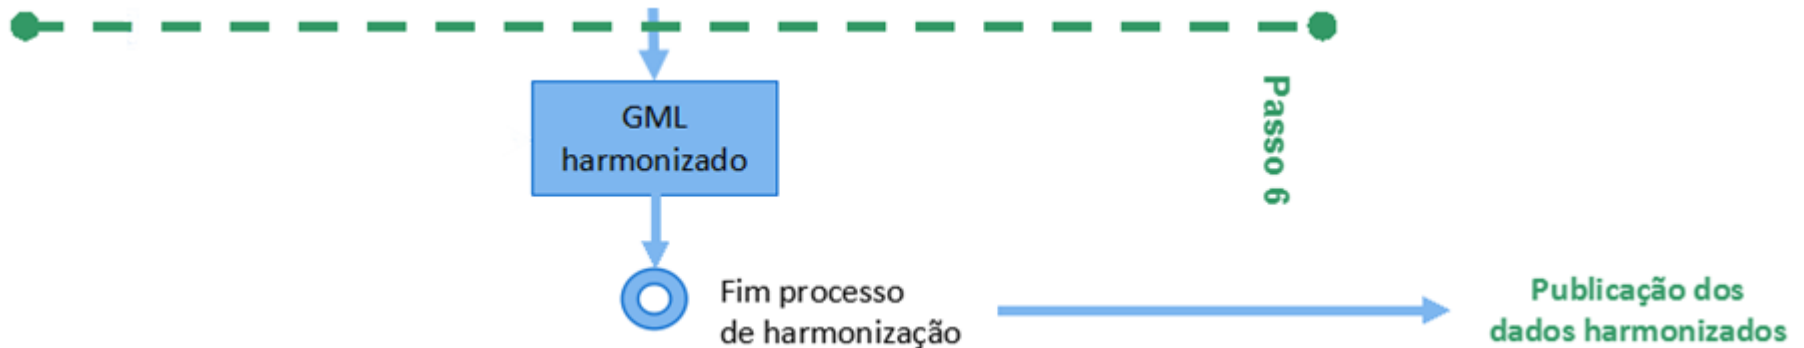 GML
harmonizado
Passo 6
Fim processo
de harmonização
Publicação dos
dados harmonizados